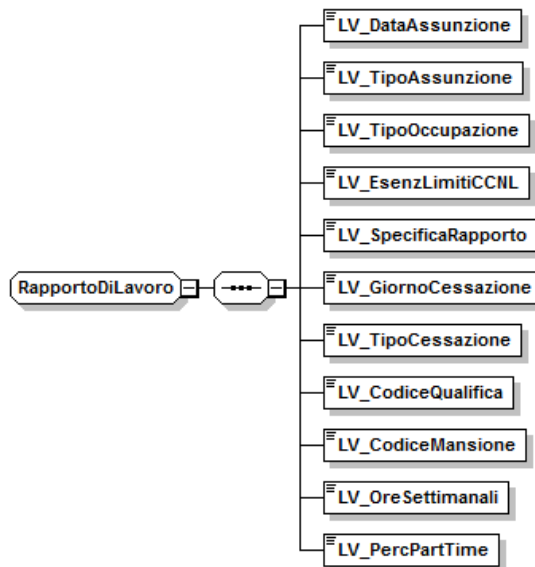 LV_DataAssunzione
LV_TipoAssunzione
LV_TipoOccupazione
LV_EsenzLimitiCCNL
LV_SpecificaRapporto
RapportoDiLavoro
LV_GiornoCessazione
LV_TipoCessazione
LV_CodiceQualifica
LV_CodiceMansione
LV_OreSettimanali
LV_PercPartTime